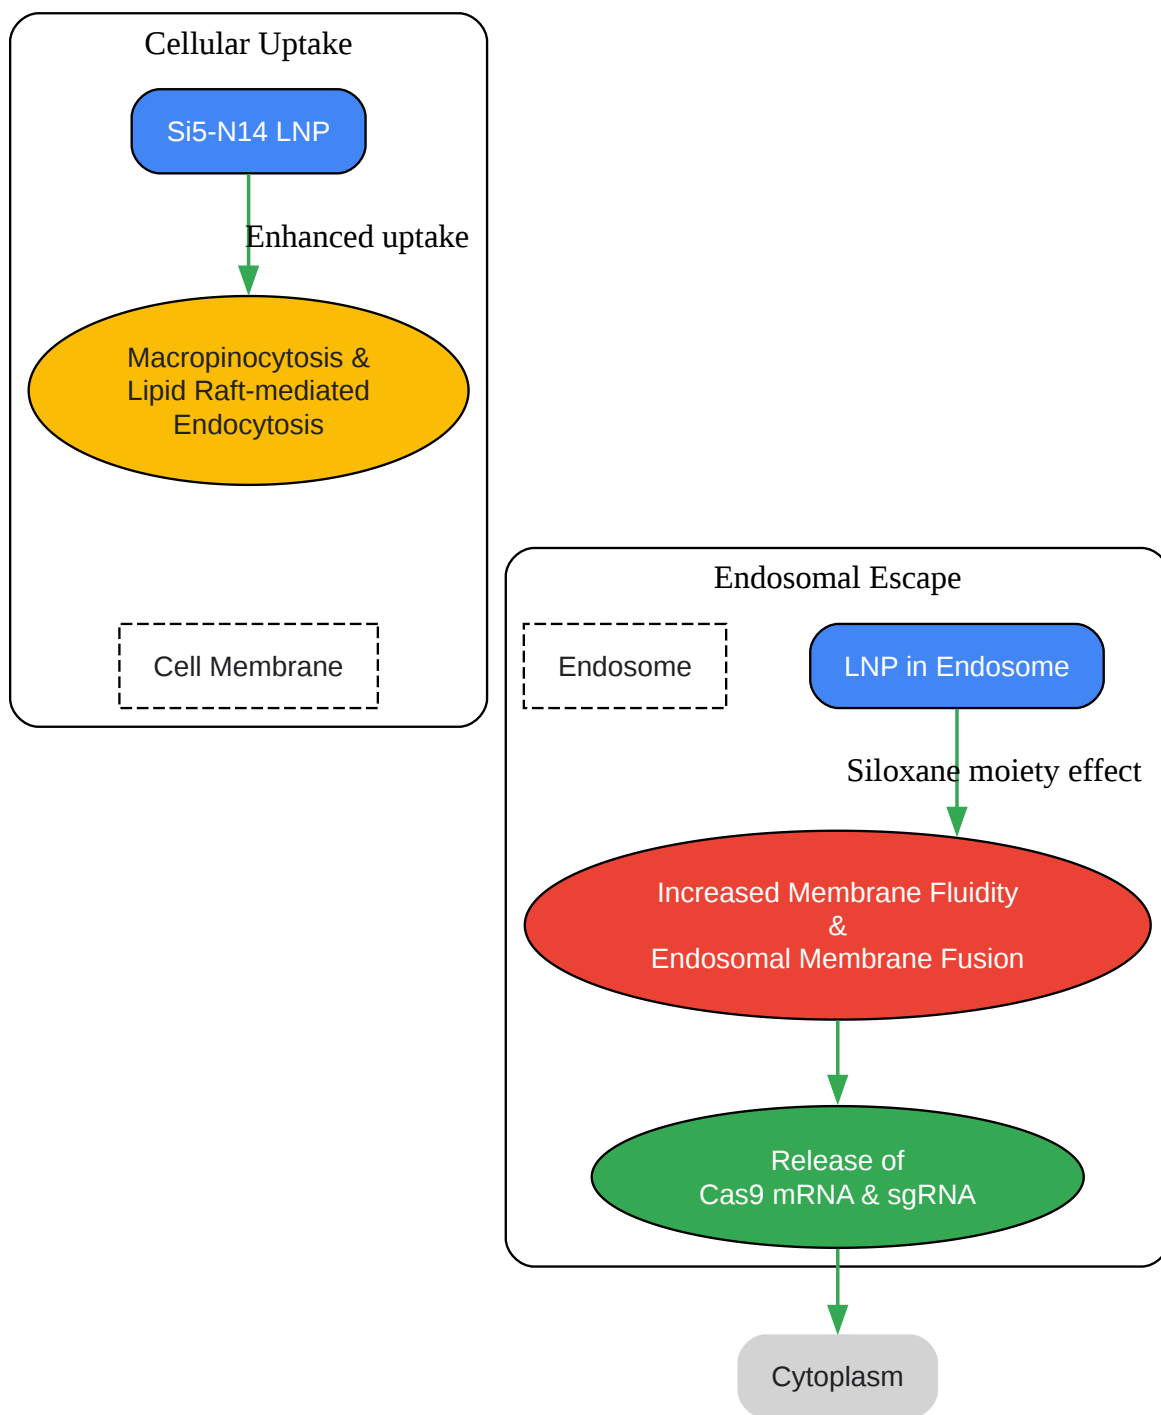 Cellular Uptake
Si5-N14 LNP
Enhanced uptake
Macropinocytosis &
Lipid Raft-mediated
Endocytosis
Cell Membrane
Endosomal Escape
Endosome
LNP in Endosome
Siloxane moiety effect
Increased Membrane Fluidity
&
Endosomal Membrane Fusion
Release of
Cas9 mRNA & sgRNA
Cytoplasm